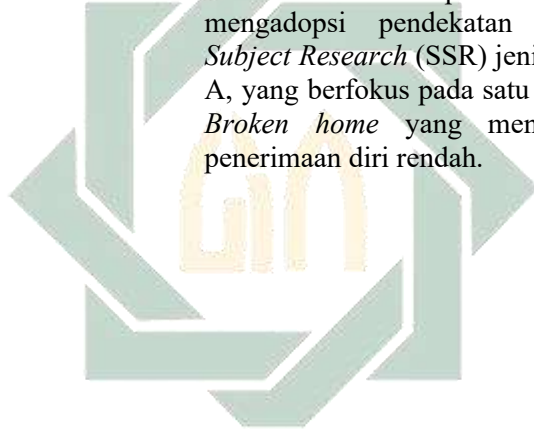 mengadopsi pendekatan
Subject Research (SSR) jeni
A, yang berfokus pada satu
Broken home yang men
penerimaan diri rendah.